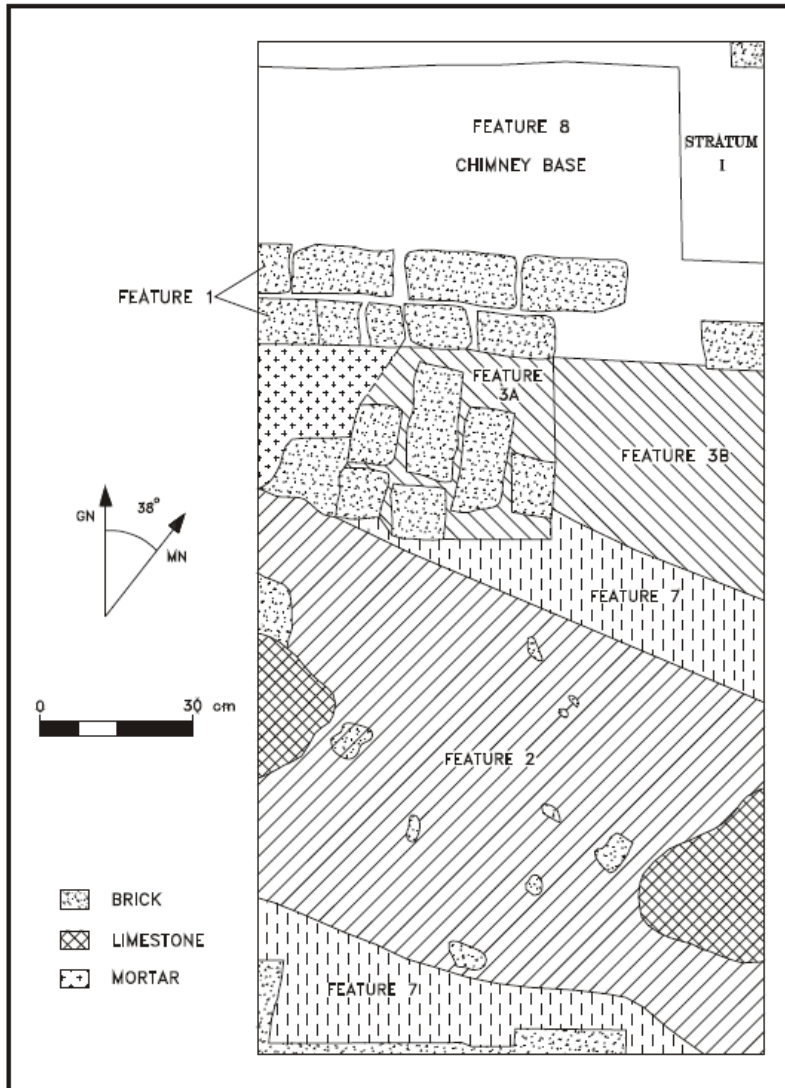 FEATURE 8
CHIMNEY BASE
STRATUM
I
FEATURE 1
FEATURE
3A
FEATURE 3B
GN
38°
MN
FEATURE 7
0 30 cm
FEATURE 2
BRICK
LIMESTONE
MORTAR
FEATURE 7